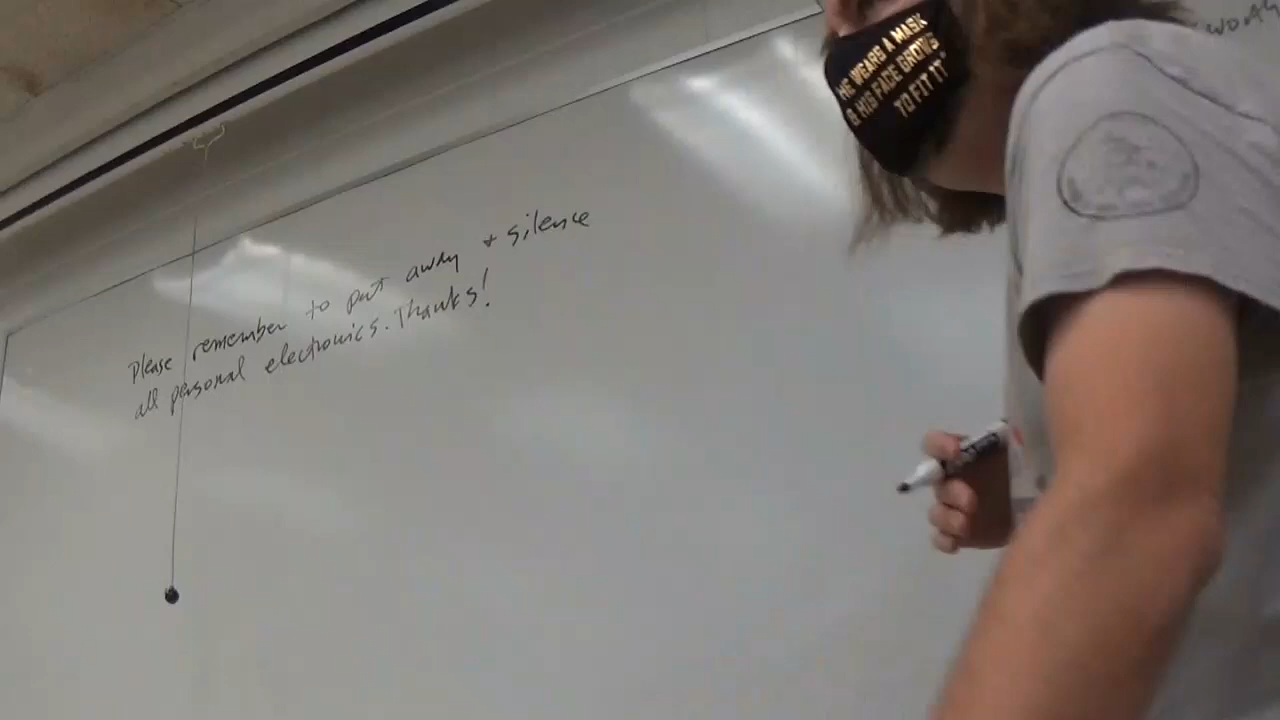 Please remember to put away + silence
all personal electronics. Thanks!
"HE WEARS A MASK
& HIS FACE GROWS
TO FIT IT"